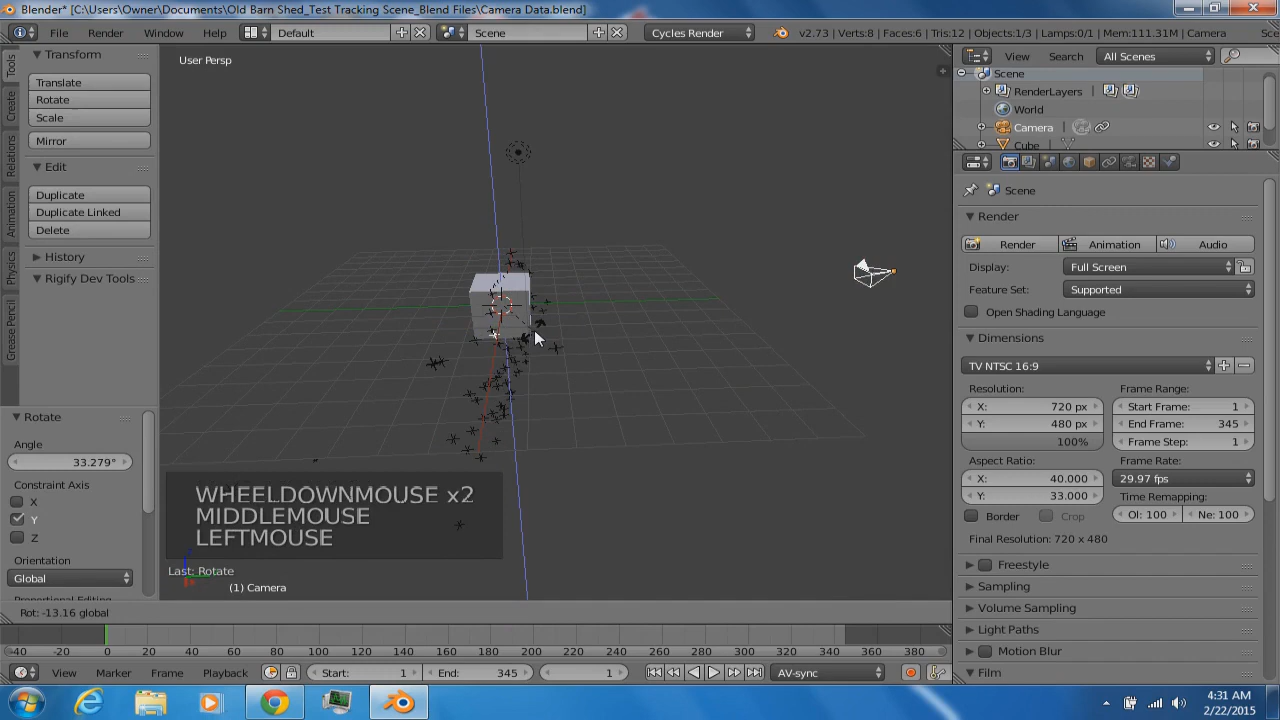 Blender* [C:\Users\Owner\Documents\Old Barn Shed_Test Tracking Scene_Blend Files\Camera Data.blend]
File Render Window Help Default Scene Cycles Render v2.73 | Verts:8 | Faces:6 | Tris:12 | Objects:1/3 | Lamps:0/1 | Mem:111.31M | Camera Sce
Tools
Create
Relations
Animation
Physics
Grease Pencil
Transform
Translate
Rotate
Scale
Mirror
Edit
Duplicate
Duplicate Linked
Delete
History
Rigify Dev Tools
Rotate
Angle
33.279°
Constraint Axis
X
Y
Z
Orientation
Global
User Persp
WHEELDOWNMOUSE x2
MIDDLEMOUSE
LEFTMOUSE
Last: Rotate
(1) Camera
Rot: -13.16 global
View Search All Scenes
Scene
RenderLayers
World
Camera
Cube
Scene
Render
Render Animation Audio
Display: Full Screen
Feature Set: Supported
Open Shading Language
Dimensions
TV NTSC 16:9
Resolution: Frame Range:
X: 720 px Start Frame: 1
Y: 480 px End Frame: 345
100% Frame Step: 1
Aspect Ratio: Frame Rate:
X: 40.000 29.97 fps
Y: 33.000 Time Remapping:
Border Crop Ol: 100 Ne: 100
Final Resolution: 720 x 480
Freestyle
Sampling
Volume Sampling
Light Paths
Motion Blur
Film
-40 -20 0 20 40 60 80 100 120 140 160 180 200 220 240 260 280 300 320 340 360 380
View Marker Frame Playback Start: 1 End: 345 1 AV-sync
4:31 AM
2/22/2015